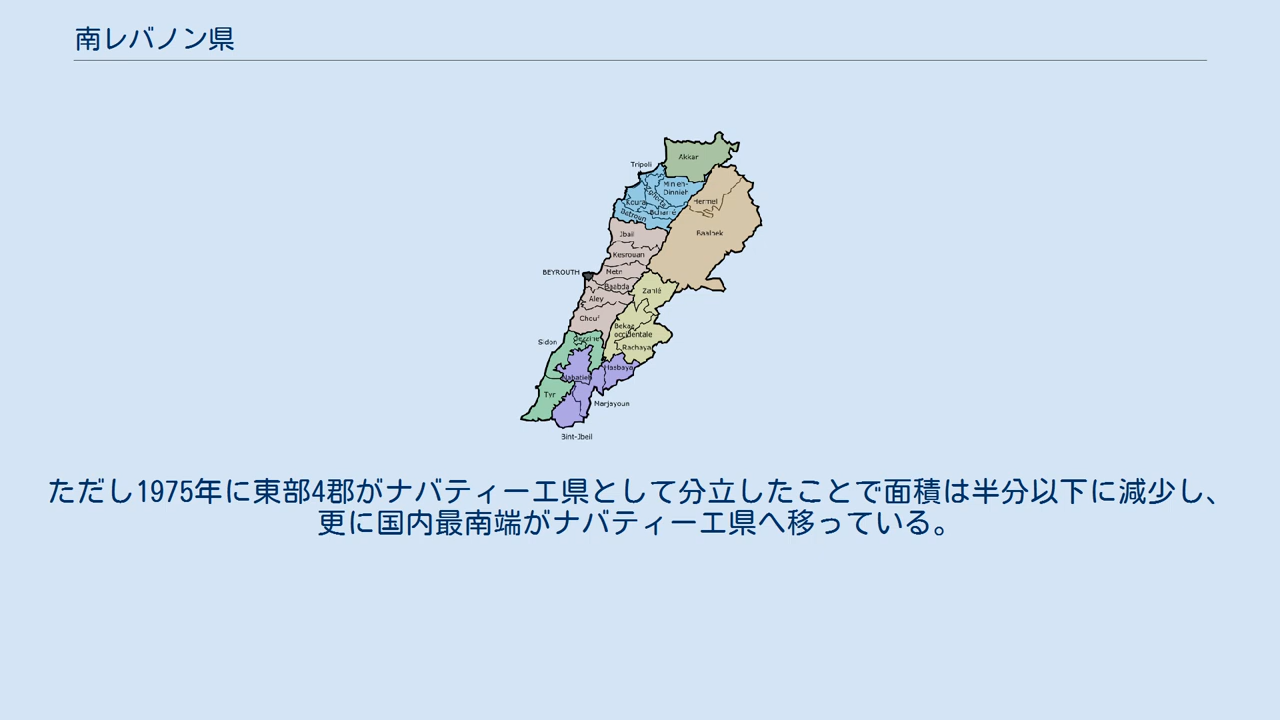 南レバノン県
Akkar
Tripoli
Minieh-
Dinnieh
Koura
Batroun
Hermel
Baalbek
Jbail
Kesrouan
BEYROUTH
Metn
Baabda
Zahlé
Aley
Chouf
Bekaa
occidentale
Sidon
Rachaya
Hasbaya
Nabatieh
Tyr
Marjayoun
Bint-Jbeil
ただし1975年に東部4郡がナバティーエ県として分立したことで面積は半分以下に減少し、
更に国内最南端がナバティーエ県へ移っている。